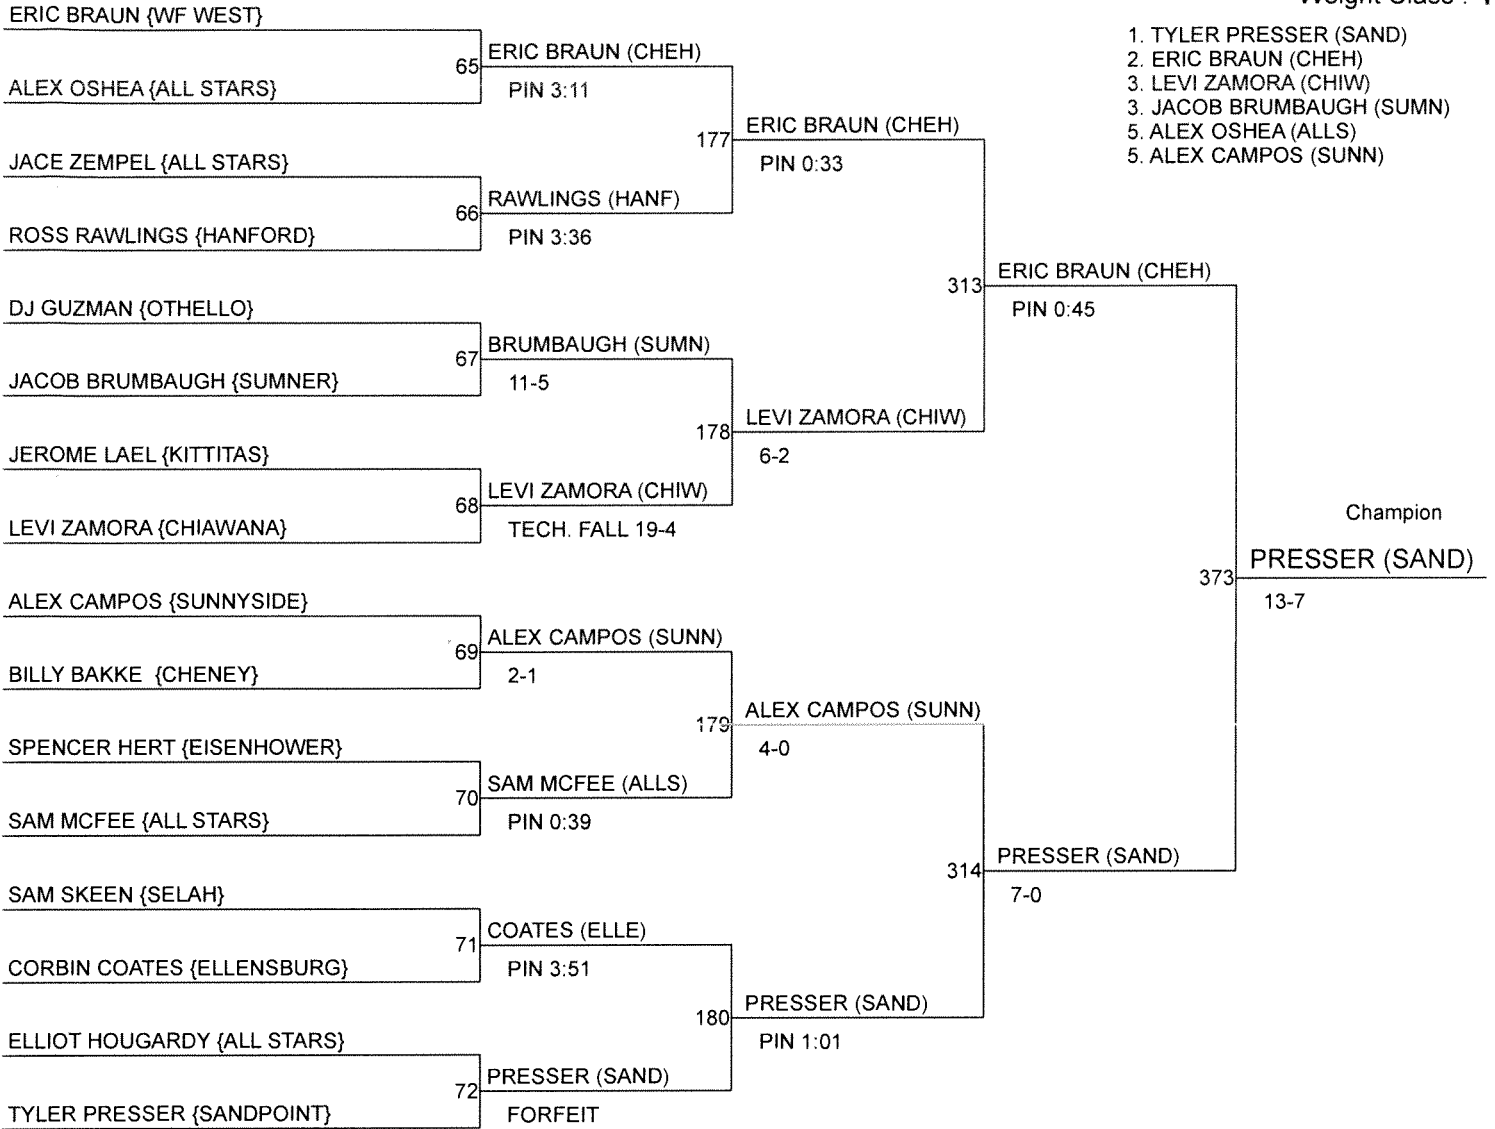 Weight Class :
1. TYLER PRESSER (SAND)
2. ERIC BRAUN (CHEH)
3. LEVI ZAMORA (CHIW)
3. JACOB BRUMBAUGH (SUMN)
5. ALEX OSHEA (ALLS)
5. ALEX CAMPOS (SUNN)
ERIC BRAUN {WF WEST}
ALEX OSHEA {ALL STARS}
JACE ZEMPEL {ALL STARS}
ROSS RAWLINGS {HANFORD}
DJ GUZMAN {OTHELLO}
JACOB BRUMBAUGH {SUMNER}
JEROME LAEL {KITTITAS}
LEVI ZAMORA {CHIAWANA}
ALEX CAMPOS {SUNNYSIDE}
BILLY BAKKE {CHENEY}
SPENCER HERT {EISENHOWER}
SAM MCFEE {ALL STARS}
SAM SKEEN {SELAH}
CORBIN COATES {ELLENSBURG}
ELLIOT HOUGARDY {ALL STARS}
TYLER PRESSER {SANDPOINT}
65 ERIC BRAUN (CHEH)
PIN 3:11
66 RAWLINGS (HANF)
PIN 3:36
67 BRUMBAUGH (SUMN)
11-5
68 LEVI ZAMORA (CHIW)
TECH. FALL 19-4
69 ALEX CAMPOS (SUNN)
2-1
70 SAM MCFEE (ALLS)
PIN 0:39
71 COATES (ELLE)
PIN 3:51
72 PRESSER (SAND)
FORFEIT
177 ERIC BRAUN (CHEH)
PIN 0:33
178 LEVI ZAMORA (CHIW)
6-2
179 ALEX CAMPOS (SUNN)
4-0
180 PRESSER (SAND)
PIN 1:01
313 ERIC BRAUN (CHEH)
PIN 0:45
314 PRESSER (SAND)
7-0
Champion
373 PRESSER (SAND)
13-7